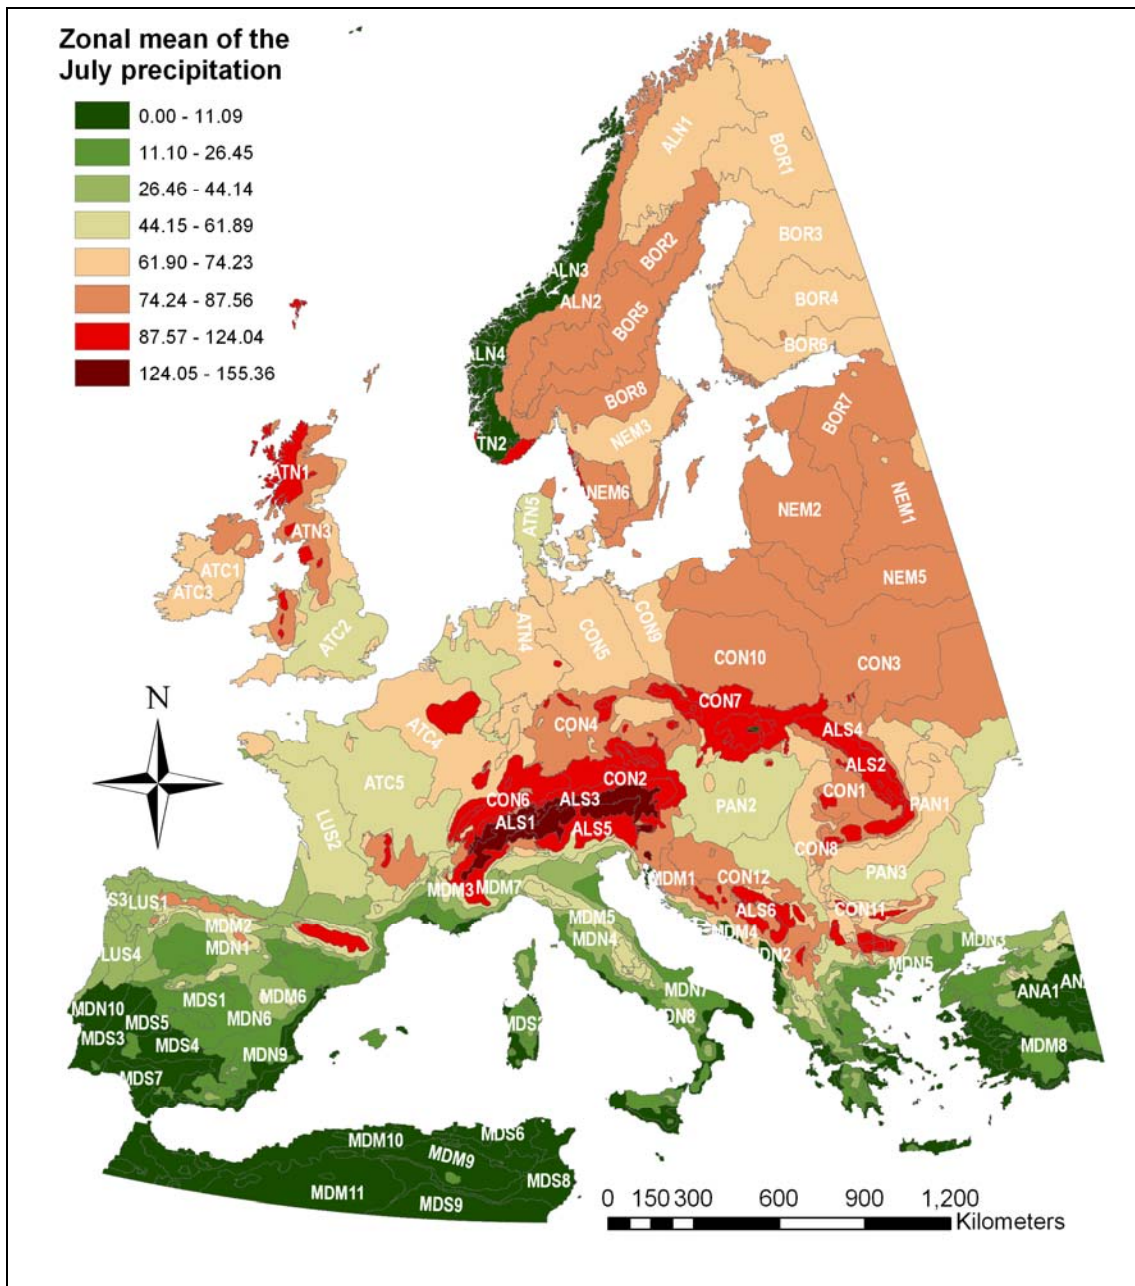 Zonal mean of the
July precipitation
0.00 - 11.09
11.10 - 26.45
26.46 - 44.14
44.15 - 61.89
61.90 - 74.23
74.24 - 87.56
87.57 - 124.04
124.05 - 155.36
ALN1
BOR1
BOR2
BOR3
ALN3
ALN2
BOR4
BOR5
BOR6
ALN4
BOR8
BOR7
NEM3
TN2
ATN1
NEM6
ATN5
NEM2
NEM1
ATN3
ATC1
ATC3
NEM5
ATC2
ATN4
CON5
CON9
CON10
CON3
CON7
CON4
ATC4
ALS4
ALS2
CON2
ATC5
CON6
ALS3
CON1
PAN2
PAN1
ALS1
ALS5
LUS2
CON8
MDM3
MDM7
MDM1
CON12
PAN3
S3
LUS1
MDM2
MDN1
MDM5
MDN4
ALS6
CON11
MDM4
MDN3
LUS4
DN2
MDN5
MDN10
MDS1
MDM6
MDN7
ANA1
AN
MDS5
MDN6
MDS2
DN8
MDS3
MDS4
MDN9
MDM8
MDS7
MDM10
MDS6
MDM9
MDS8
MDM11
MDS9
N
0 150 300 600 900 1,200
Kilometers